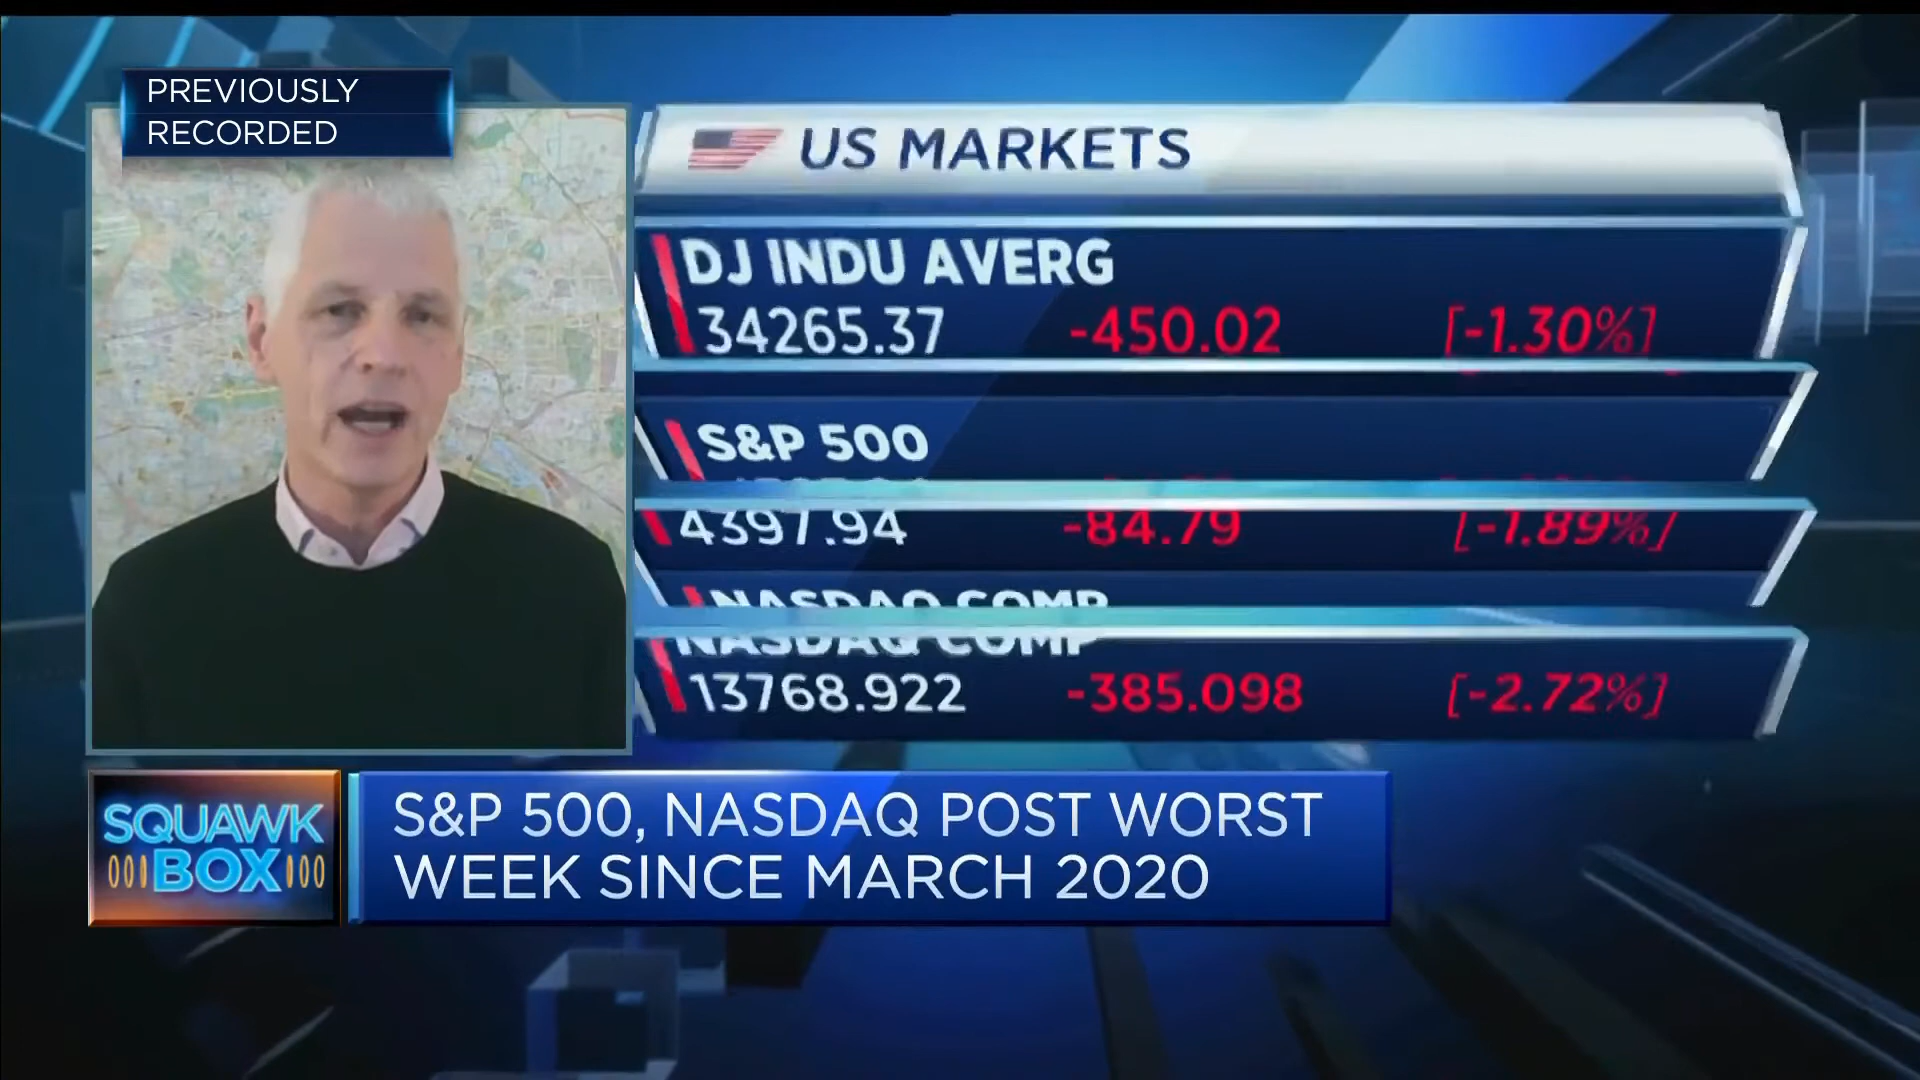 PREVIOUSLY
RECORDED
US MARKETS
DJ INDU AVERG
34265.37 -450.02 [-1.30%]
S&P 500
4397.94 -84.79 [-1.89%]
NASDAQ COMP
NASDAQ COMP
13768.922 -385.098 [-2.72%]
SQUAWK
BOX
S&P 500, NASDAQ POST WORST
WEEK SINCE MARCH 2020